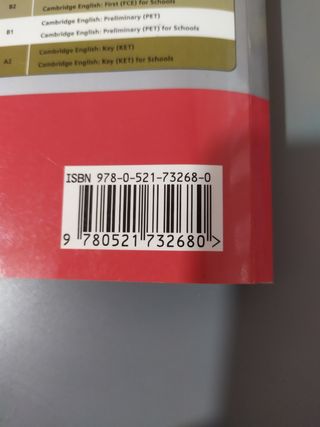 B2 Cambridge English: First (FCE) for Schools
Cambridge English: Preliminary (PET)
B1 Cambridge English: Preliminary (PET) for Schools
Cambridge English: Key (KET)
A2 Cambridge English: Key (KET) for Schools
ISBN 978-0-521-73268-0
9 780521 732680 >